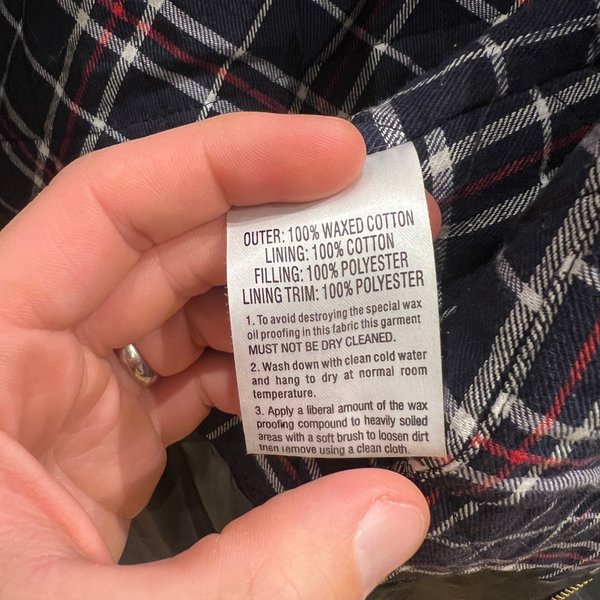 OUTER: 100% WAXED COTTON
LINING: 100% COTTON
FILLING: 100% POLYESTER
LINING TRIM: 100% POLYESTER
1. To avoid destroying the special wax
oil proofing in this fabric this garment
MUST NOT BE DRY CLEANED.
2. Wash down with clean cold water
and hang to dry at normal room
temperature.
3. Apply a liberal amount of the wax
proofing compound to heavily soiled
areas with a soft brush to loosen dirt
then remove using a clean cloth.